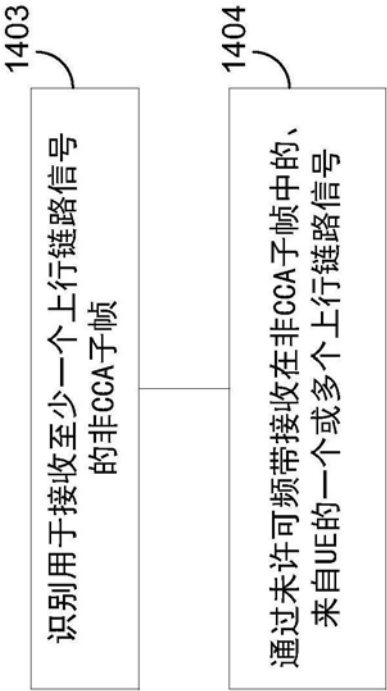 1403
识别用于接收至少一个上行链路信号
的非CCA子帧
1404
通过未许可频带接收在非CCA子帧中的、
来自UE的一个或多个上行链路信号